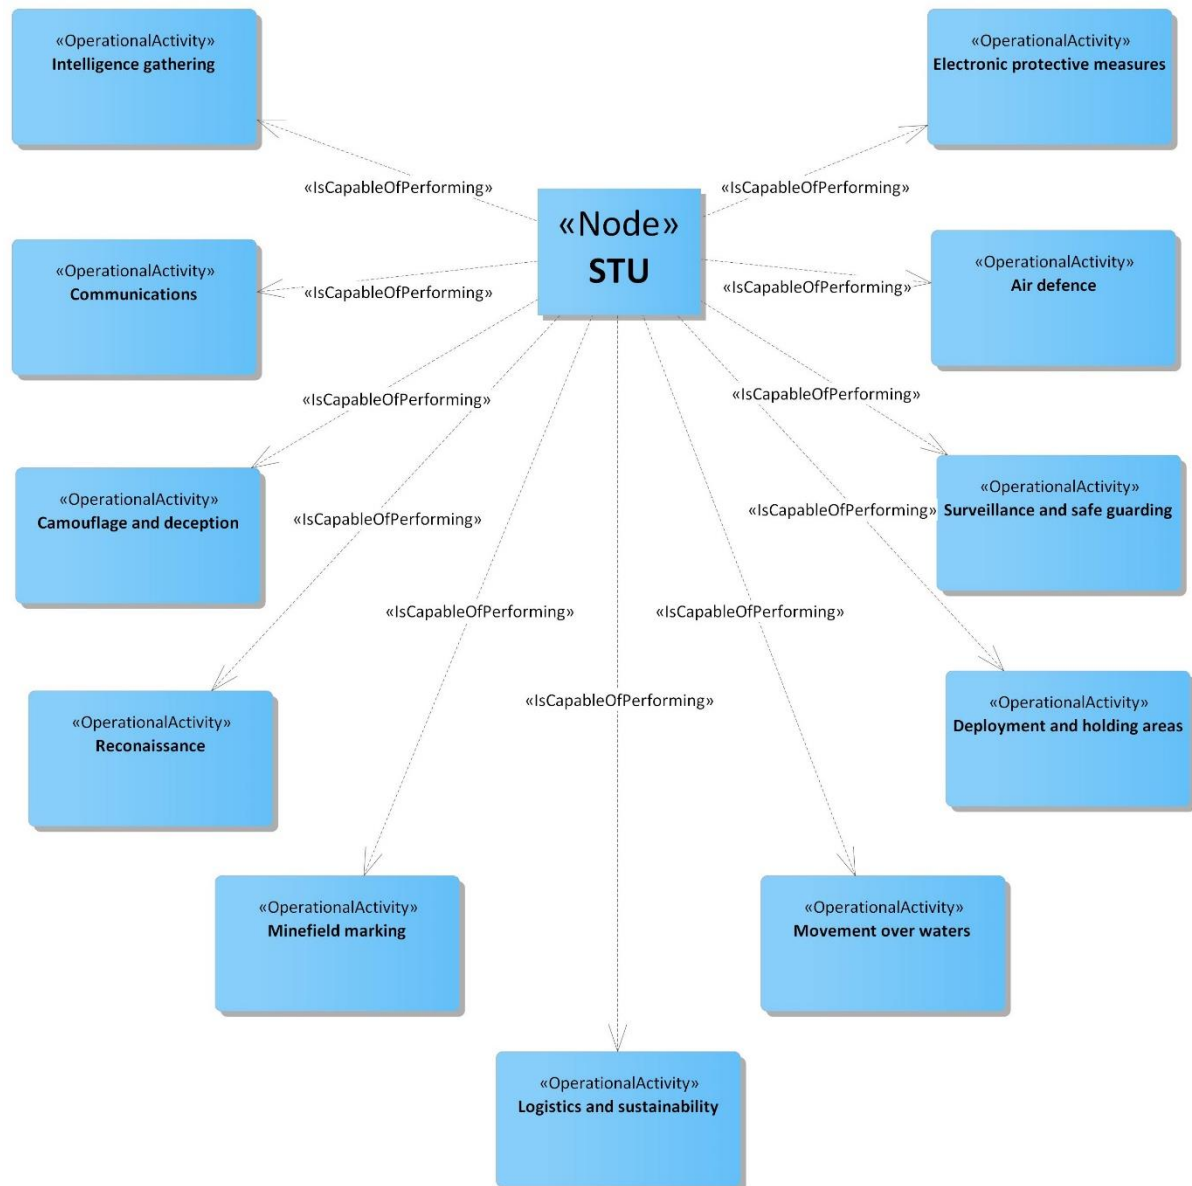 «OperationalActivity»
Intelligence gathering
«OperationalActivity»
Electronic protective measures
«IsCapableOfPerforming»
«IsCapableOfPerforming»
«Node»
STU
«OperationalActivity»
Communications
«OperationalActivity»
Air defence
«IsCapableOfPerforming»
«IsCapableOfPerforming»
«IsCapableOfPerforming»
«IsCapableOfPerforming»
«OperationalActivity»
Camouflage and deception
«OperationalActivity»
Surveillance and safe guarding
«IsCapableOfPerforming»
«IsCapableOfPerforming»
«IsCapableOfPerforming»
«IsCapableOfPerforming»
«OperationalActivity»
Reconaissance
«IsCapableOfPerforming»
«OperationalActivity»
Deployment and holding areas
«OperationalActivity»
Minefield marking
«OperationalActivity»
Movement over waters
«OperationalActivity»
Logistics and sustainability